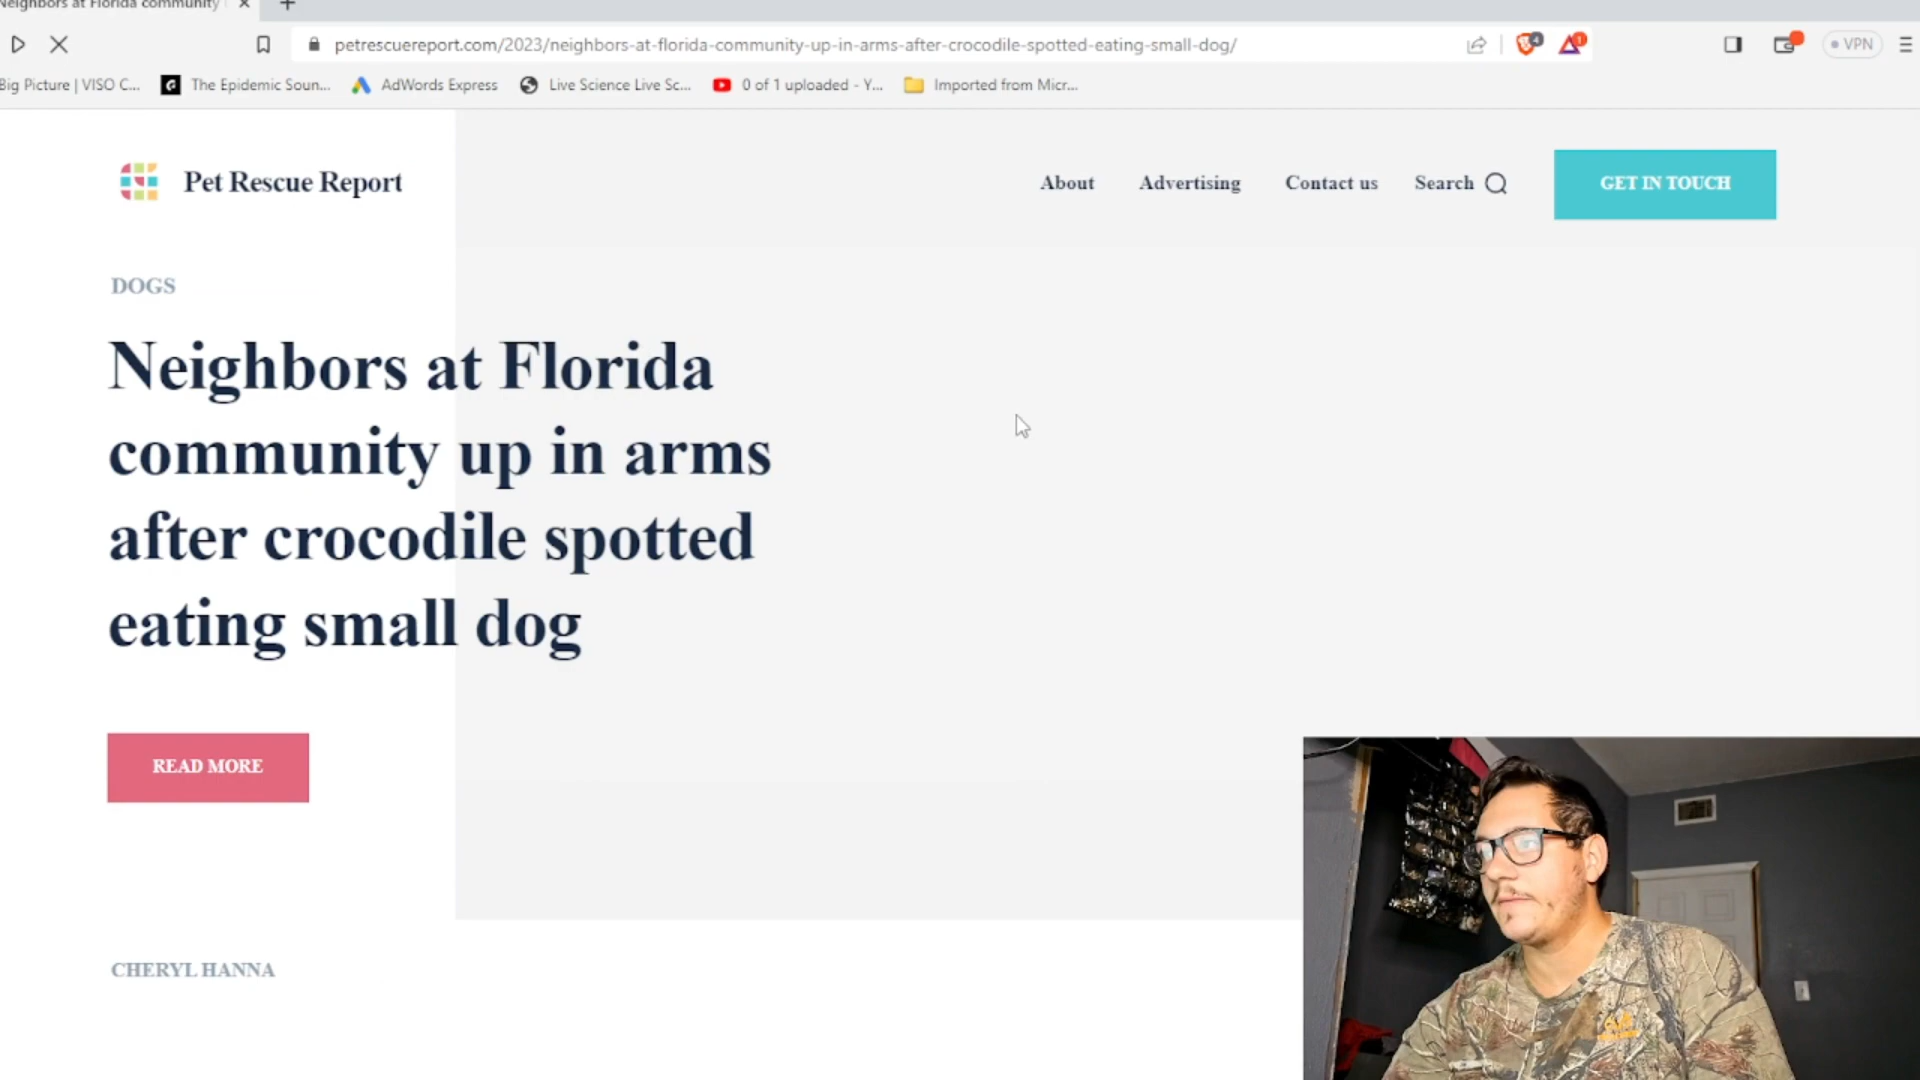 Neighbors at Florida community
petrescuereport.com/2023/neighbors-at-florida-community-up-in-arms-after-crocodile-spotted-eating-small-dog/
4
1
VPN
Big Picture | VISO C...
The Epidemic Soun...
AdWords Express
Live Science Live Sc...
0 of 1 uploaded - Y...
Imported from Micr...
Pet Rescue Report
About
Advertising
Contact us
Search
GET IN TOUCH
DOGS
Neighbors at Florida
community up in arms
after crocodile spotted
eating small dog
READ MORE
CHERYL HANNA